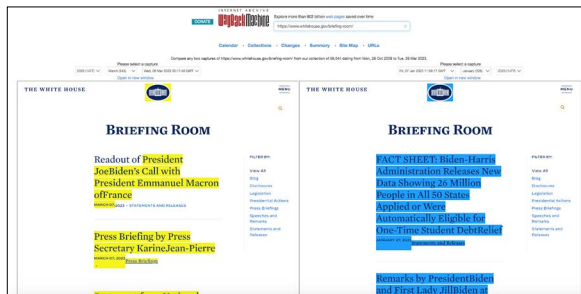 INTERNET ARCHIVE
DONATE
WayBackMachine
Explore more than 802 billion web pages saved over time
https://www.whitehouse.gov/briefing-room/
Calendar · Collections · Changes · Summary · Site Map · URLs
Please select a capture
Please select a capture
Open in new window
Open in new window
THE WHITE HOUSE
MENU
BRIEFING ROOM
Readout of President
JoeBiden's Call with
President Emmanuel Macron
ofFrance
STATEMENTS AND RELEASES
Press Briefing by Press
Secretary KarineJean-Pierre
Press Briefings
FILTER BY:
View All
Blog
Disclosures
Legislation
Presidential Actions
Press Briefings
Speeches and
Remarks
Statements and
Releases
THE WHITE HOUSE
MENU
BRIEFING ROOM
FACT SHEET: Biden-Harris
Administration Releases New
Data Showing 26 Million
People in All 50 States
Applied or Were
Automatically Eligible for
One-Time Student DebtRelief
Statements and Releases
Remarks by PresidentBiden
and First Lady JillBiden at
FILTER BY:
View All
Blog
Disclosures
Legislation
Presidential Actions
Press Briefings
Speeches and
Remarks
Statements and
Releases